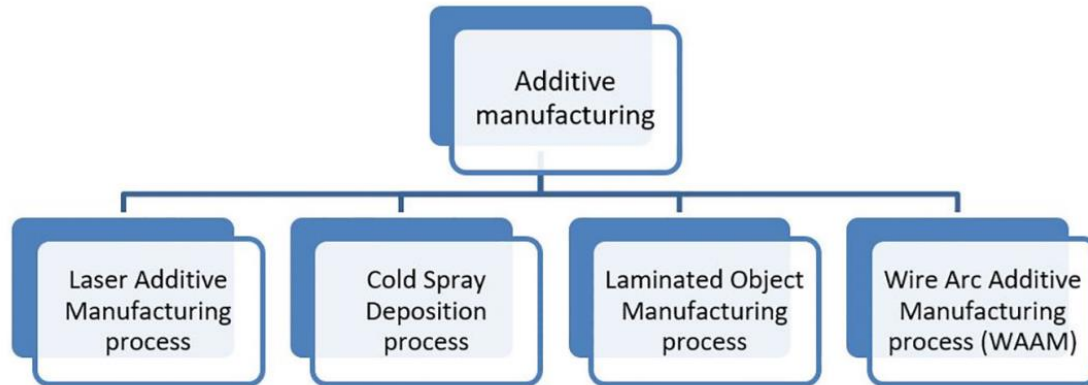 Additive
manufacturing
Laser Additive
Manufacturing
process
Cold Spray
Deposition
process
Laminated Object
Manufacturing
process
Wire Arc Additive
Manufacturing
process (WAAM)